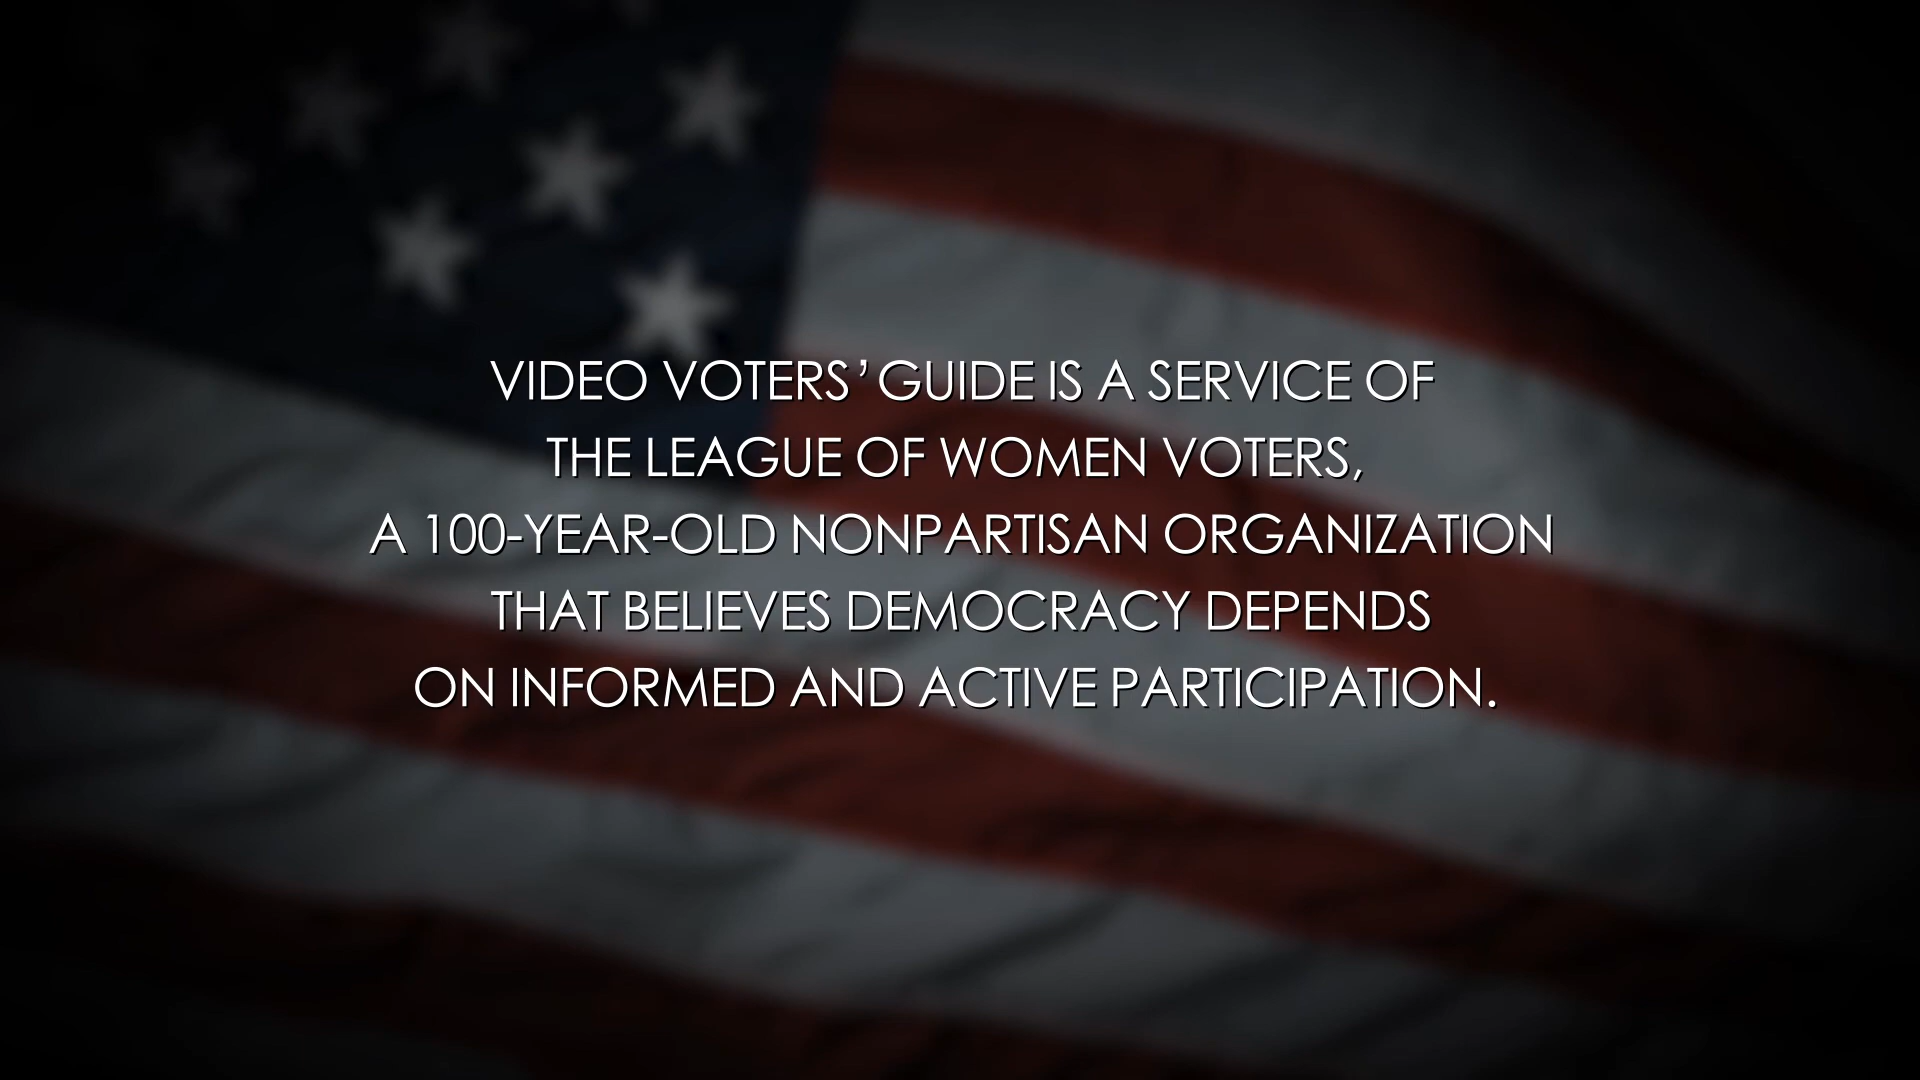 VIDEO VOTERS’ GUIDE IS A SERVICE OF
THE LEAGUE OF WOMEN VOTERS,
A 100-YEAR-OLD NONPARTISAN ORGANIZATION
THAT BELIEVES DEMOCRACY DEPENDS
ON INFORMED AND ACTIVE PARTICIPATION.